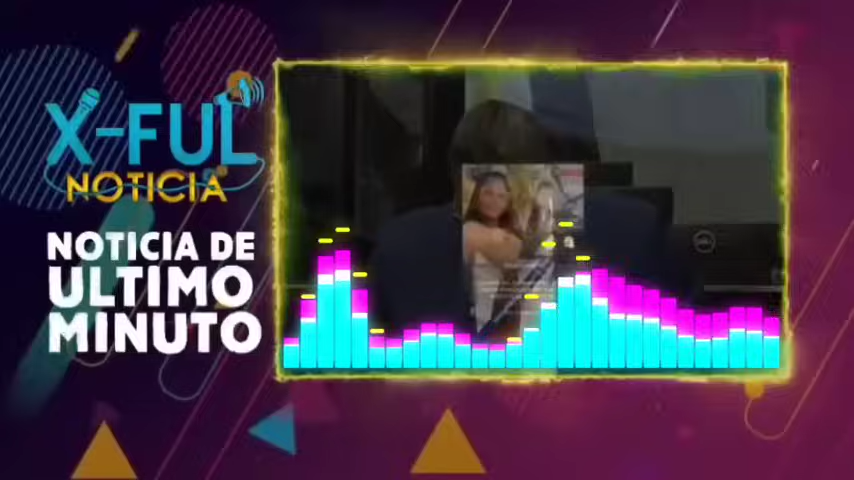 X-FUL
NOTICIA
NOTICIA DE
ULTIMO
MINUTO